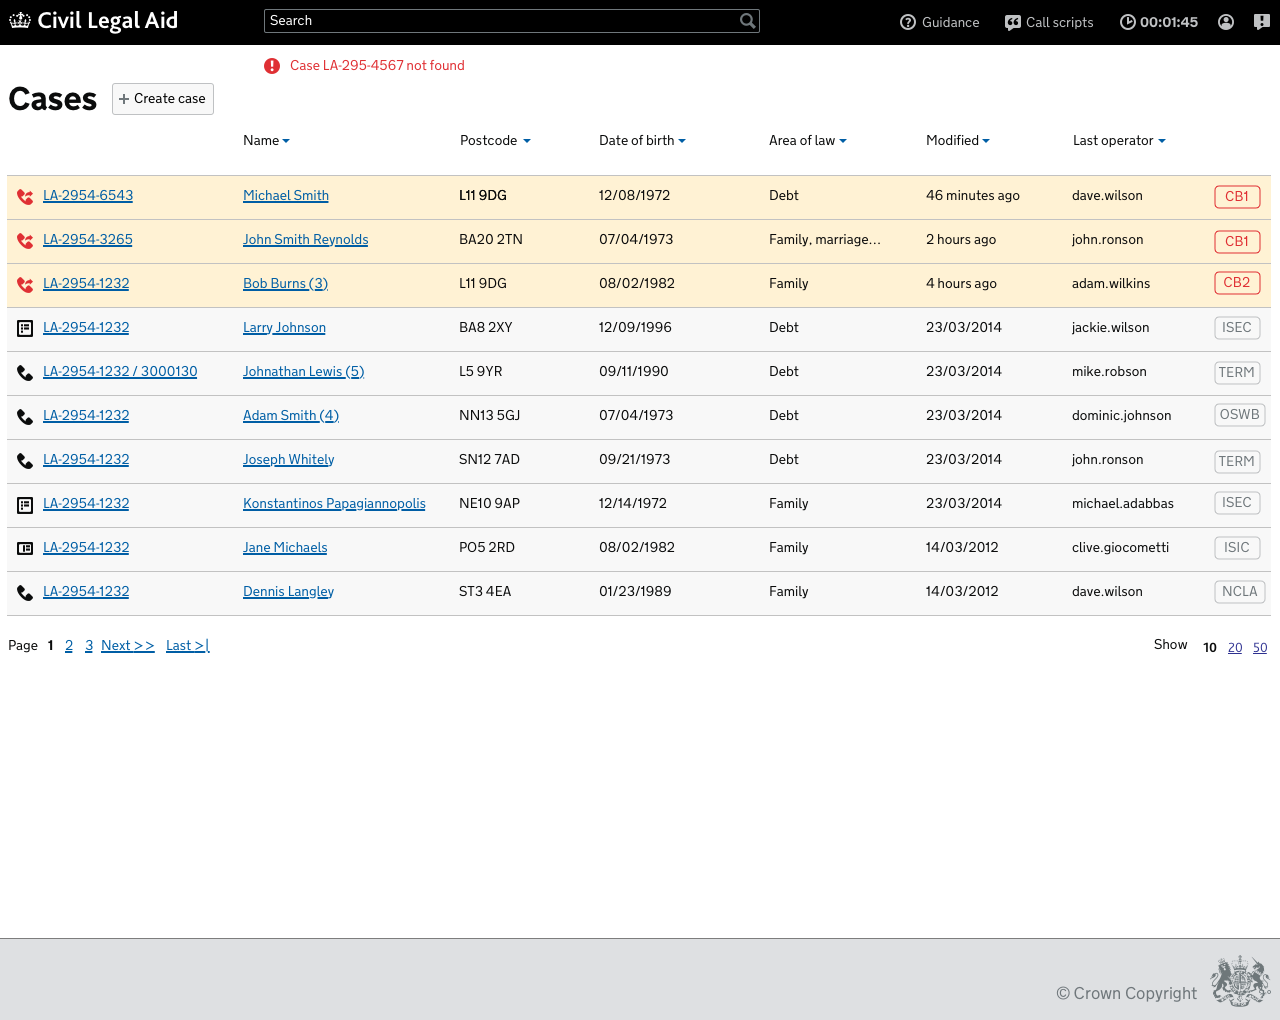 Civil Legal Aid Search Guidance Call scripts 00:01:45
Case LA-295-4567 not found
Cases + Create case
Name Postcode Date of birth Area of law Modified Last operator
LA-2954-6543 Michael Smith L11 9DG 12/08/1972 Debt 46 minutes ago dave.wilson CB1
LA-2954-3265 John Smith Reynolds BA20 2TN 07/04/1973 Family, marriage... 2 hours ago john.ronson CB1
LA-2954-1232 Bob Burns (3) L11 9DG 08/02/1982 Family 4 hours ago adam.wilkins CB2
LA-2954-1232 Larry Johnson BA8 2XY 12/09/1996 Debt 23/03/2014 jackie.wilson ISEC
LA-2954-1232 / 3000130 Johnathan Lewis (5) L5 9YR 09/11/1990 Debt 23/03/2014 mike.robson TERM
LA-2954-1232 Adam Smith (4) NN13 5GJ 07/04/1973 Debt 23/03/2014 dominic.johnson OSWB
LA-2954-1232 Joseph Whitely SN12 7AD 09/21/1973 Debt 23/03/2014 john.ronson TERM
LA-2954-1232 Konstantinos Papagiannopolis NE10 9AP 12/14/1972 Family 23/03/2014 michael.adabbas ISEC
LA-2954-1232 Jane Michaels PO5 2RD 08/02/1982 Family 14/03/2012 clive.giocometti ISIC
LA-2954-1232 Dennis Langley ST3 4EA 01/23/1989 Family 14/03/2012 dave.wilson NCLA
Page 1 2 3 Next >> Last >| Show 10 20 50
© Crown Copyright